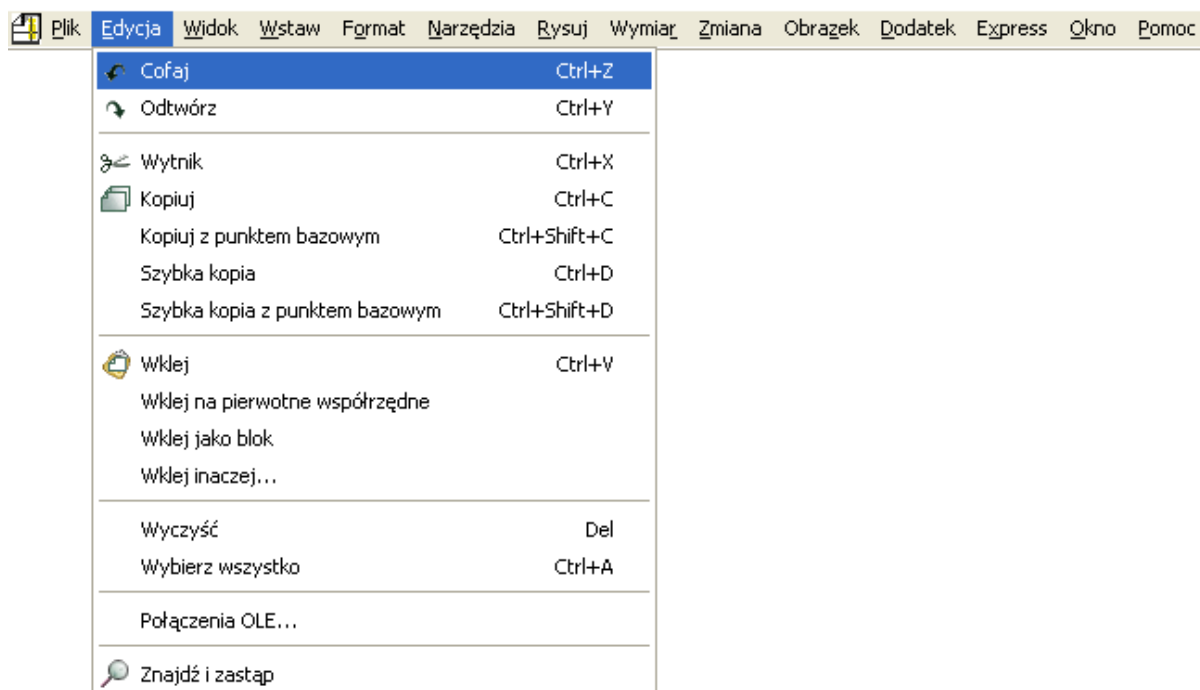 Plik Edycja Widok Wstaw Format Narzędzia Rysuj Wymiar Zmiana Obrazek Dodatek Express Okno Pomoc
Cofaj Ctrl+Z
Odtwórz Ctrl+Y
Wytnik Ctrl+X
Kopiuj Ctrl+C
Kopiuj z punktem bazowym Ctrl+Shift+C
Szybka kopia Ctrl+D
Szybka kopia z punktem bazowym Ctrl+Shift+D
Wklej Ctrl+V
Wklej na pierwotne współrzędne
Wklej jako blok
Wklej inaczej...
Wyczyść Del
Wybierz wszystko Ctrl+A
Połączenia OLE...
Znajdź i zastąp